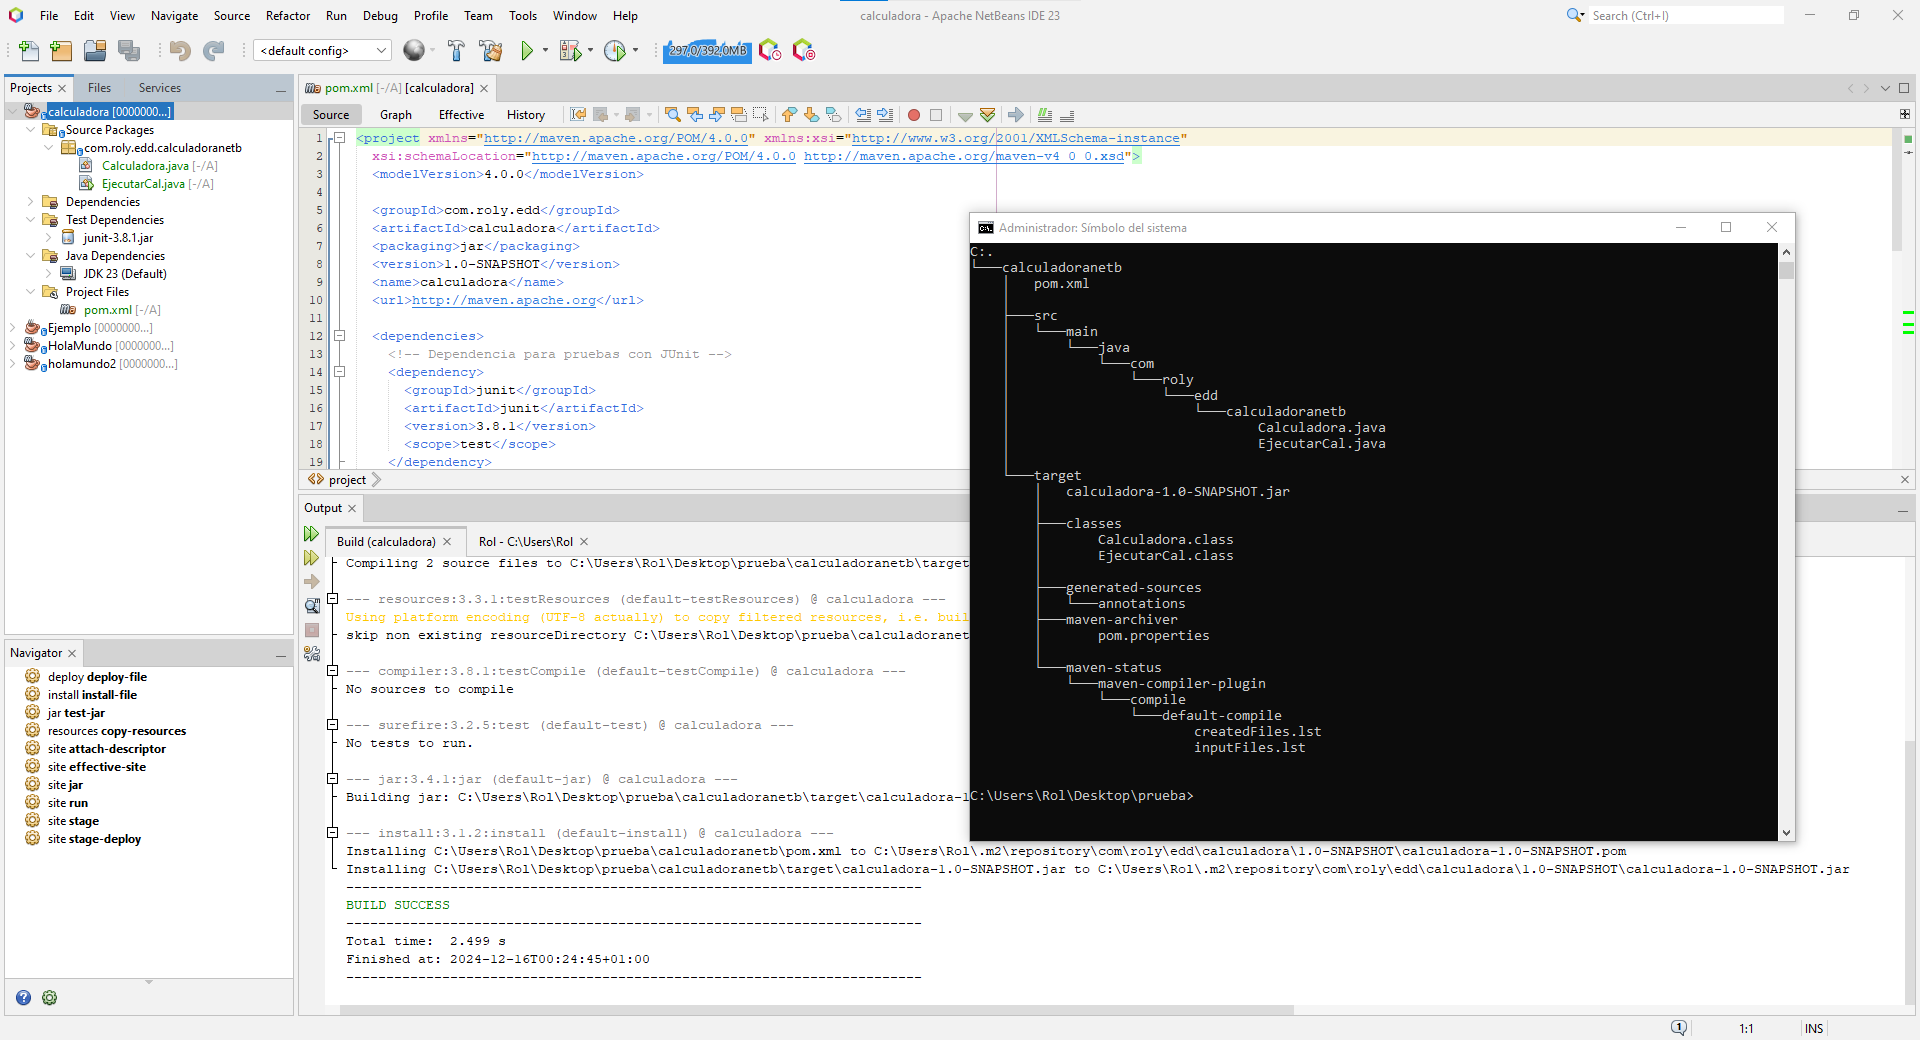 File Edit View Navigate Source Refactor Run Debug Profile Team Tools Window Help
calculadora - Apache NetBeans IDE 23
Search (Ctrl+I)
<default config>
297,0/392,0MB
Projects Files Services
calculadora [0000000...]
Source Packages
com.roly.edd.calculadoranetb
Calculadora.java [-/A]
EjecutarCal.java [-/A]
Dependencies
Test Dependencies
junit-3.8.1.jar
Java Dependencies
JDK 23 (Default)
Project Files
pom.xml [-/A]
Ejemplo [0000000...]
HolaMundo [0000000...]
holamundo2 [0000000...]
Navigator
deploy deploy-file
install install-file
jar test-jar
resources copy-resources
site attach-descriptor
site effective-site
site jar
site run
site stage
site stage-deploy
pom.xml [-/A] [calculadora]
Source Graph Effective History
1 <project xmlns="http://maven.apache.org/POM/4.0.0" xmlns:xsi="http://www.w3.org/2001/XMLSchema-instance"
2 xsi:schemaLocation="http://maven.apache.org/POM/4.0.0 http://maven.apache.org/maven-v4_0_0.xsd">
3 <modelVersion>4.0.0</modelVersion>
4
5 <groupId>com.roly.edd</groupId>
6 <artifactId>calculadora</artifactId>
7 <packaging>jar</packaging>
8 <version>1.0-SNAPSHOT</version>
9 <name>calculadora</name>
10 <url>http://maven.apache.org</url>
11
12 <dependencies>
13 <!-- Dependencia para pruebas con JUnit -->
14 <dependency>
15 <groupId>junit</groupId>
16 <artifactId>junit</artifactId>
17 <version>3.8.1</version>
18 <scope>test</scope>
19 </dependency>
project
Output
Build (calculadora) Rol - C:\Users\Rol
Compiling 2 source files to C:\Users\Rol\Desktop\prueba\calculadoranetb\target
--- resources:3.3.1:testResources (default-testResources) @ calculadora ---
Using platform encoding (UTF-8 actually) to copy filtered resources, i.e. buil
skip non existing resourceDirectory C:\Users\Rol\Desktop\prueba\calculadoranet
--- compiler:3.8.1:testCompile (default-testCompile) @ calculadora ---
No sources to compile
--- surefire:3.2.5:test (default-test) @ calculadora ---
No tests to run.
--- jar:3.4.1:jar (default-jar) @ calculadora ---
Building jar: C:\Users\Rol\Desktop\prueba\calculadoranetb\target\calculadora-1
--- install:3.1.2:install (default-install) @ calculadora ---
Installing C:\Users\Rol\Desktop\prueba\calculadoranetb\pom.xml to C:\Users\Rol\.m2\repository\com\roly\edd\calculadora\1.0-SNAPSHOT\calculadora-1.0-SNAPSHOT.pom
Installing C:\Users\Rol\Desktop\prueba\calculadoranetb\target\calculadora-1.0-SNAPSHOT.jar to C:\Users\Rol\.m2\repository\com\roly\edd\calculadora\1.0-SNAPSHOT\calculadora-1.0-SNAPSHOT.jar
------------------------------------------------------------------------
BUILD SUCCESS
------------------------------------------------------------------------
Total time: 2.499 s
Finished at: 2024-12-16T00:24:45+01:00
------------------------------------------------------------------------
Administrador: Símbolo del sistema
C:.
└───calculadoranetb
pom.xml
src
main
java
com
roly
edd
calculadoranetb
Calculadora.java
EjecutarCal.java
target
calculadora-1.0-SNAPSHOT.jar
classes
Calculadora.class
EjecutarCal.class
generated-sources
annotations
maven-archiver
pom.properties
maven-status
maven-compiler-plugin
compile
default-compile
createdFiles.lst
inputFiles.lst
C:\Users\Rol\Desktop\prueba>
1 1:1 INS